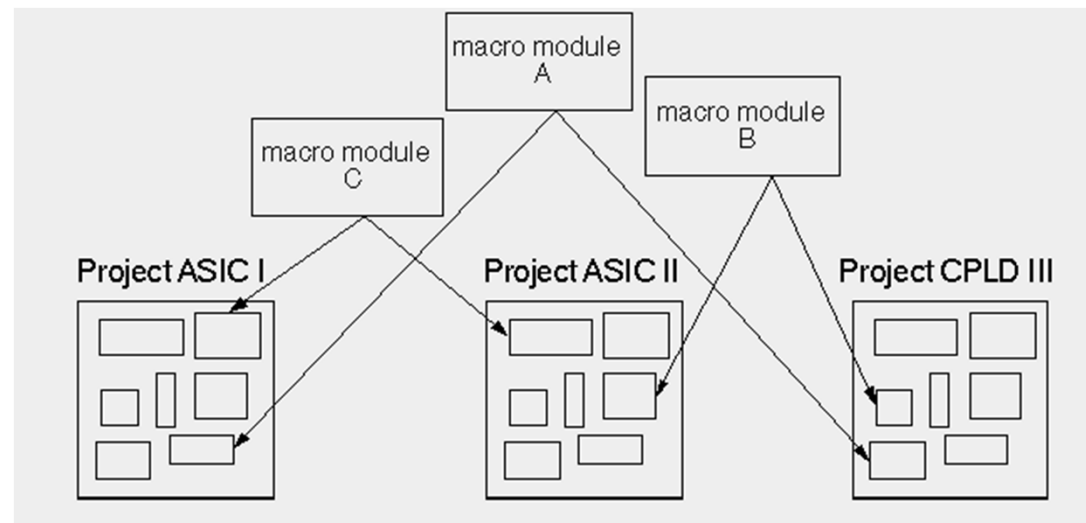 macro module
A
macro module
B
macro module
C
Project ASIC I
Project ASIC II
Project CPLD III